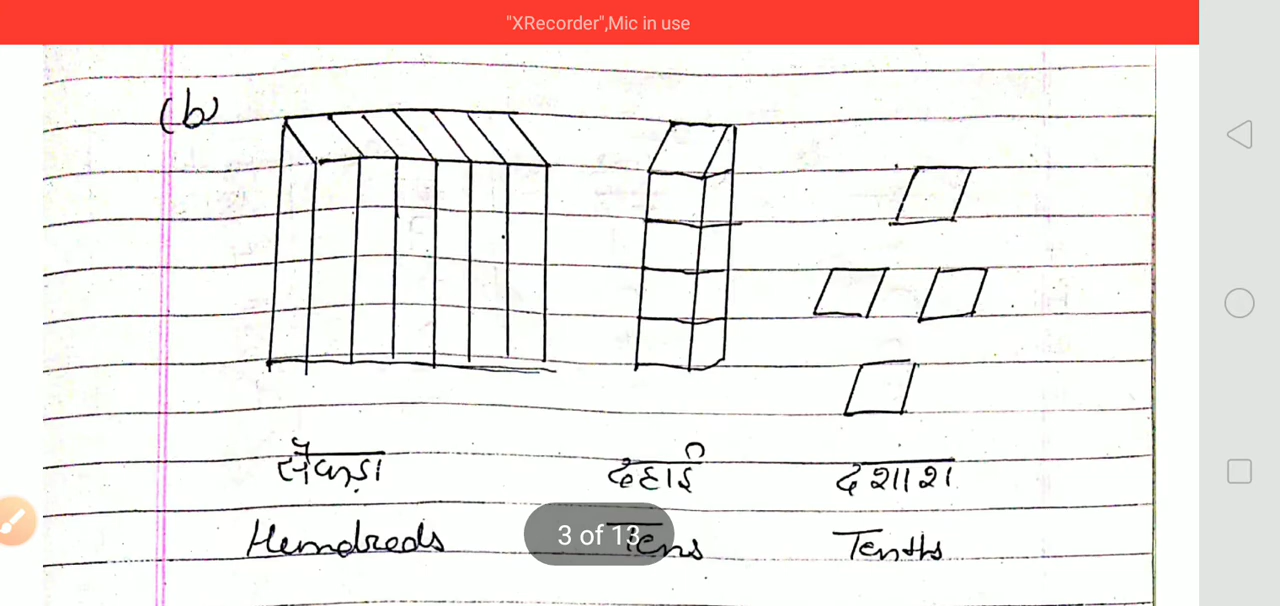 "XRecorder",Mic in use
(b)
सैकड़ा दहाई दशाश
Hundreds Tens Tenths
3 of 13